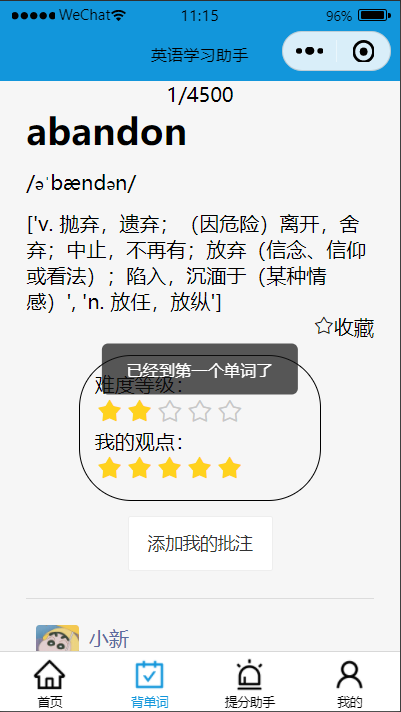 WeChat 11:15 96%
英语学习助手
1/4500
abandon
/əˈbændən/
['v. 抛弃，遗弃；（因危险）离开，舍
弃；中止，不再有；放弃（信念、信仰
或看法）；陷入，沉湎于（某种情
感）', 'n. 放任，放纵']
收藏
已经到第一个单词了
难度等级：
我的观点：
添加我的批注
小新
首页 背单词 提分助手 我的